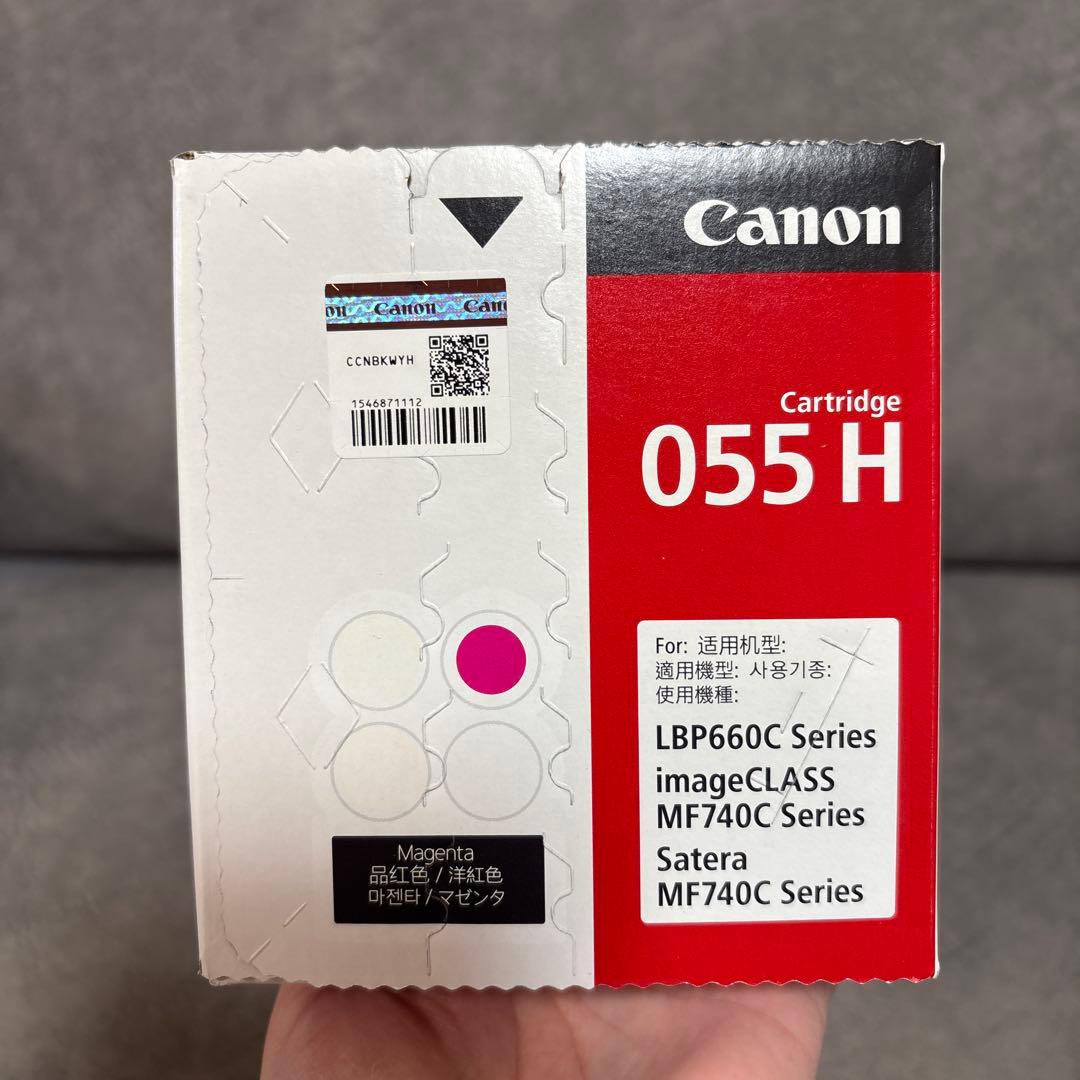 Canon
on Canon Can
CCNBKWYH
1546871112
Cartridge
055 H
For: 适用机型:
適用機型: 사용기종:
使用機種:
LBP660C Series
imageCLASS
MF740C Series
Satera
MF740C Series
Magenta
品红色 / 洋紅色
마젠타 / マゼンタ